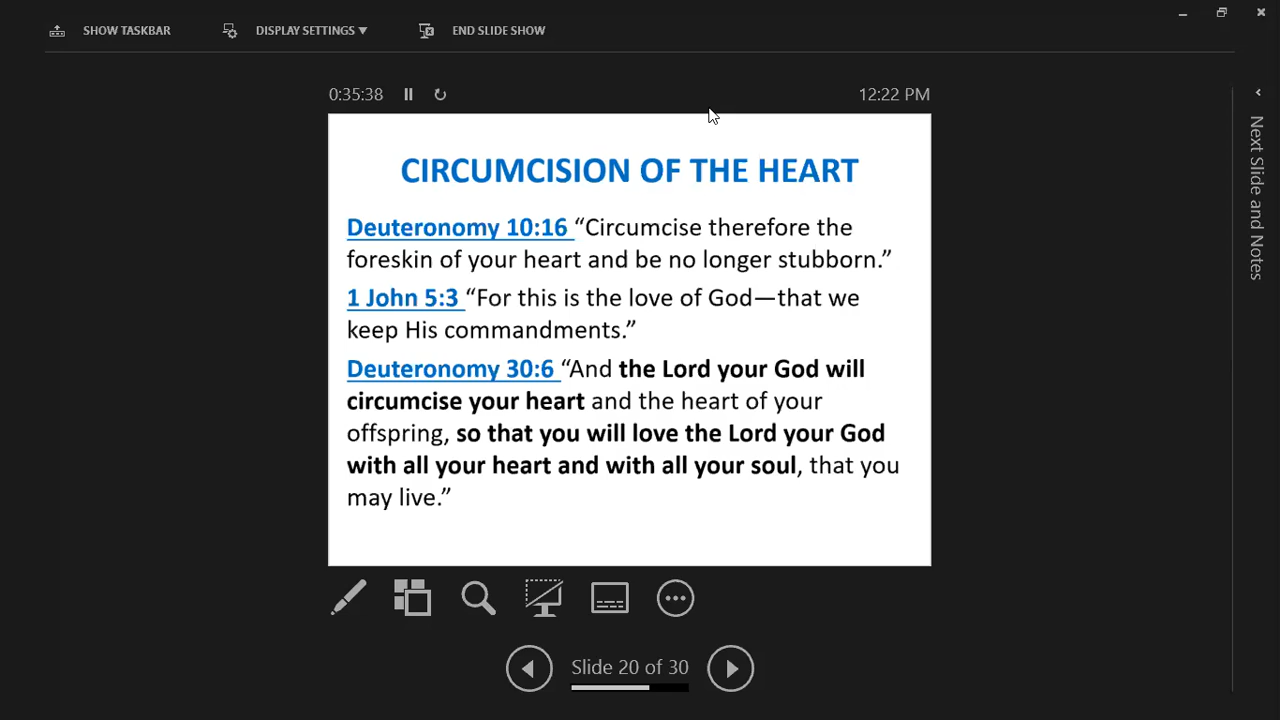 SHOW TASKBAR DISPLAY SETTINGS ▼ END SLIDE SHOW
0:35:38 12:22 PM
CIRCUMCISION OF THE HEART
Deuteronomy 10:16 “Circumcise therefore the
foreskin of your heart and be no longer stubborn.”
1 John 5:3 “For this is the love of God—that we
keep His commandments.”
Deuteronomy 30:6 “And the Lord your God will
circumcise your heart and the heart of your
offspring, so that you will love the Lord your God
with all your heart and with all your soul, that you
may live.”
Slide 20 of 30
Next Slide and Notes